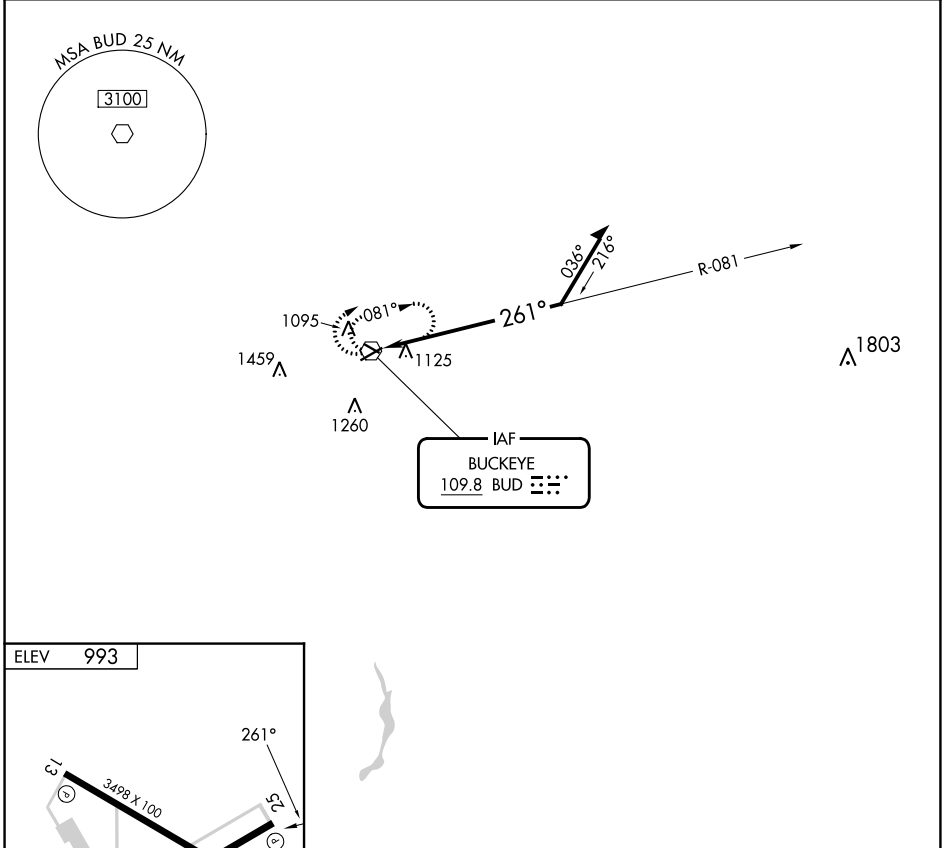 MSA BUD 25 NM
3100
036°
216°
R-081
261°
081°
1095
1125
1459
1260
1803
IAF
BUCKEYE
109.8 BUD
ELEV 993
261°
13
3498 X 100
25
P
P